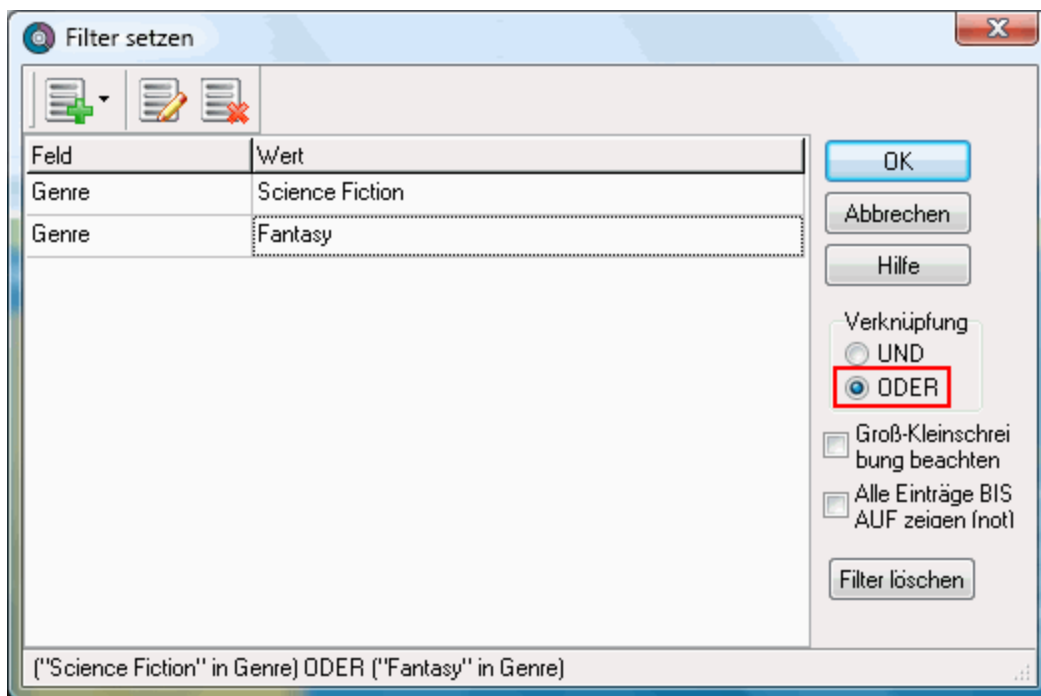 Filter setzen
Feld Wert
Genre Science Fiction
Genre Fantasy
OK
Abbrechen
Hilfe
Verknüpfung
UND
ODER
Groß-Kleinschrei
bung beachten
Alle Einträge BIS
AUF zeigen (not)
Filter löschen
("Science Fiction" in Genre) ODER ("Fantasy" in Genre)